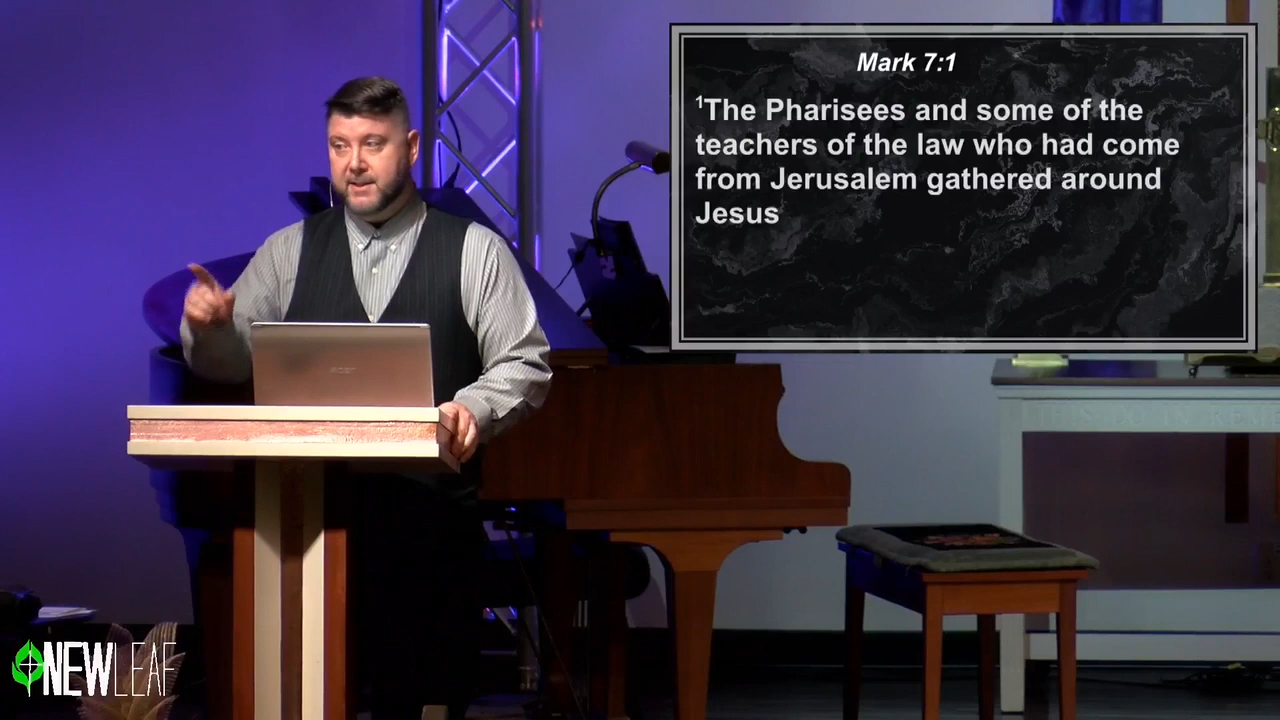 Mark 7:1
¹The Pharisees and some of the
teachers of the law who had come
from Jerusalem gathered around
Jesus
acer
NEWLEAF